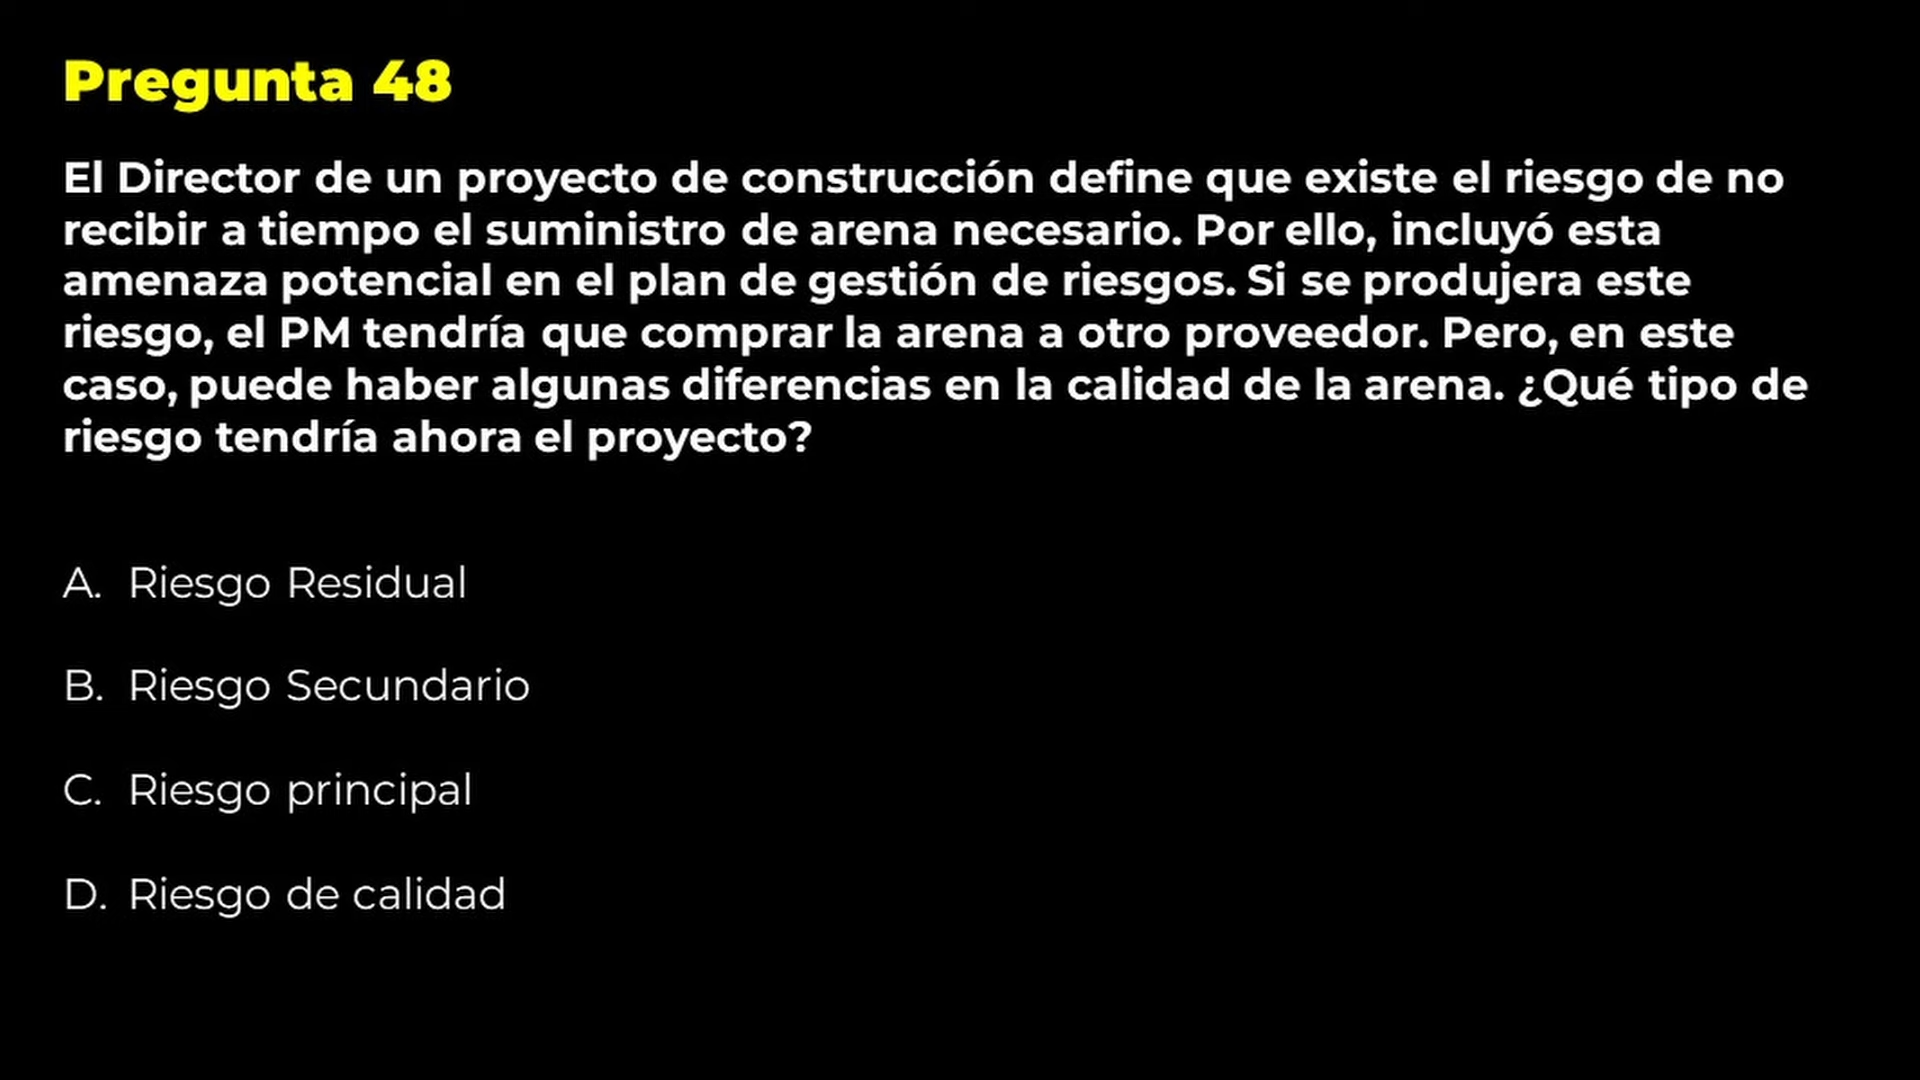 Pregunta 48
El Director de un proyecto de construcción define que existe el riesgo de no
recibir a tiempo el suministro de arena necesario. Por ello, incluyó esta
amenaza potencial en el plan de gestión de riesgos. Si se produjera este
riesgo, el PM tendría que comprar la arena a otro proveedor. Pero, en este
caso, puede haber algunas diferencias en la calidad de la arena. ¿Qué tipo de
riesgo tendría ahora el proyecto?
A. Riesgo Residual
B. Riesgo Secundario
C. Riesgo principal
D. Riesgo de calidad